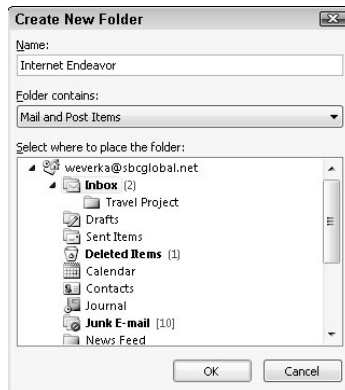 Create New Folder
Name:
Internet Endeavor
Folder contains:
Mail and Post Items
Select where to place the folder:
weverka@sbcglobal.net
Inbox (2)
Travel Project
Drafts
Sent Items
Deleted Items (1)
Calendar
Contacts
Journal
Junk E-mail [10]
News Feed
OK Cancel